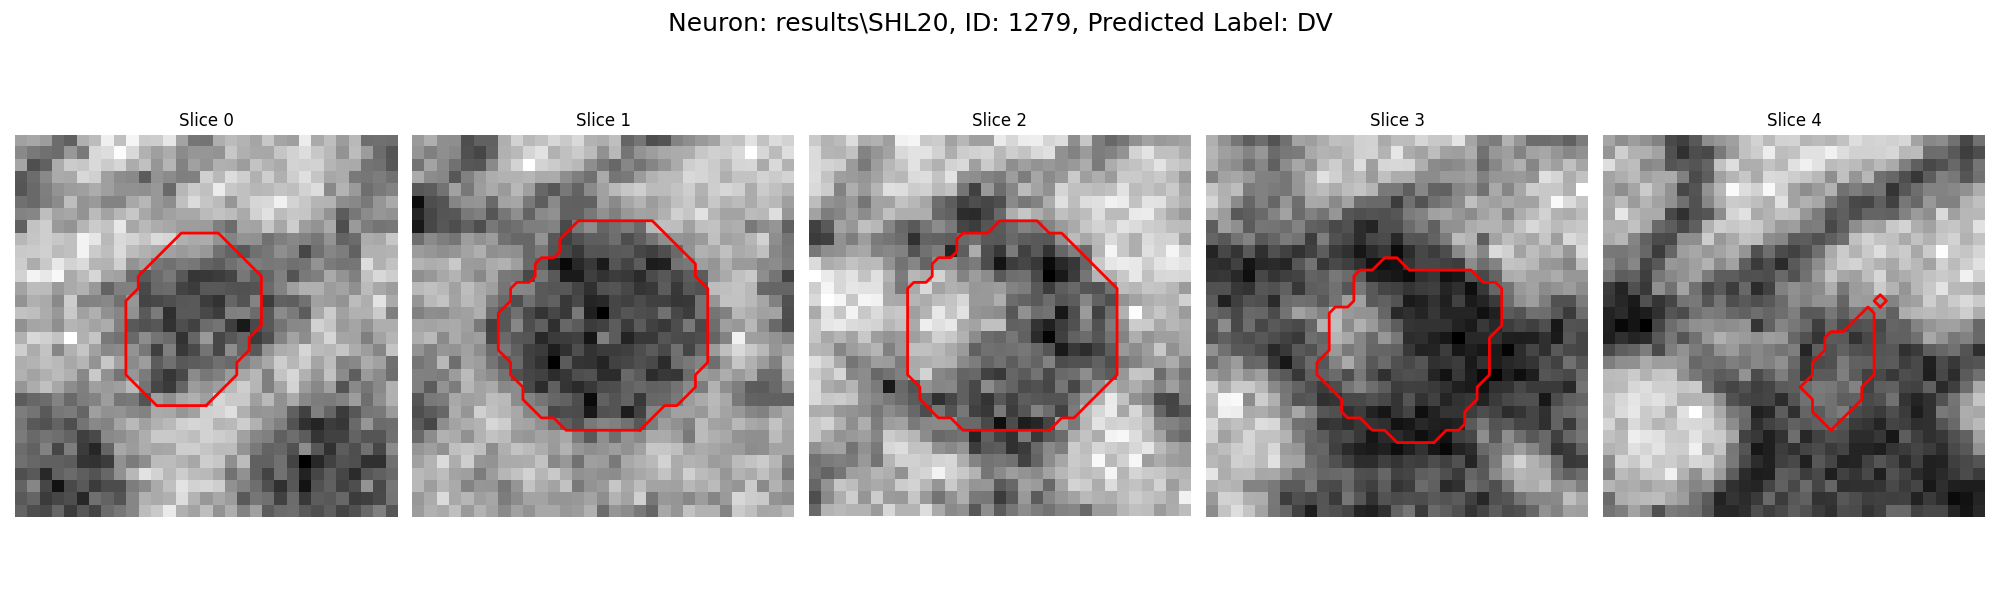 Neuron: results\SHL20, ID: 1279, Predicted Label: DV
Slice 0
Slice 1
Slice 2
Slice 3
Slice 4